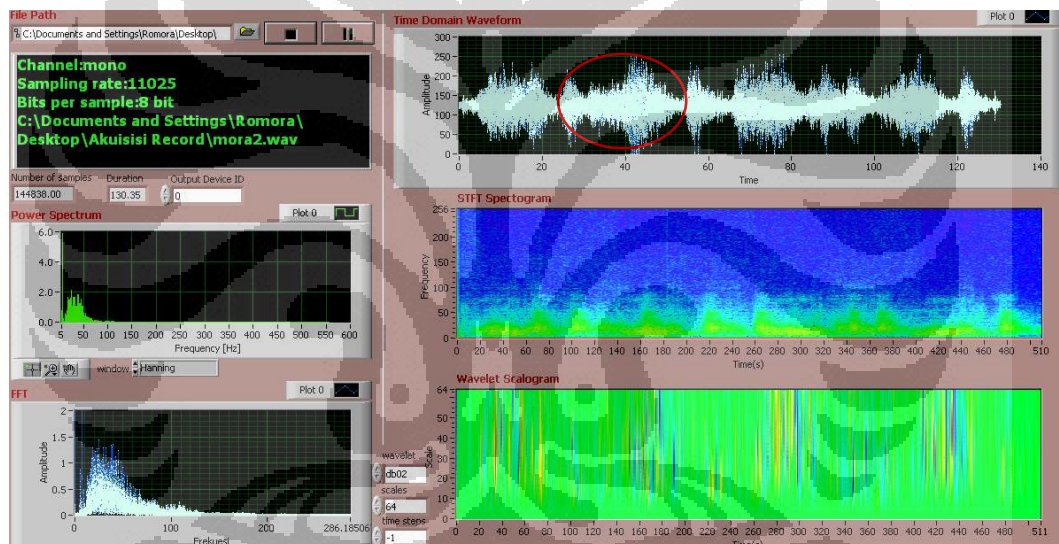 File Path
C:\Documents and Settings\Romora\Desktop\
Channel:mono
Sampling rate:11025
Bits per sample:8 bit
C:\Documents and Settings\Romora\
Desktop\Akuisisi Record\mora2.wav
Number of samples Duration Output Device ID
144838.00 130.35 0
Power Spectrum Plot 0
6.0
4.0
2.0
0.0
5 50 100 150 200 250 300 350 400 450 500 550 600
Frequency [Hz]
window Hanning
FFT Plot 0
2
1.5
1
0.5
0
Amplitude
0 100 200 286.18506
Frekuesi
wavelet
db02
scales
64
time steps
-1
Time Domain Waveform Plot 0
300
250
200
150
100
50
0
Amplitude
0 20 40 60 80 100 120 140
Time
STFT Spectogram
256
200
150
100
50
0
Frequency
0 20 40 60 80 100 120 140 160 180 200 220 240 260 280 300 320 340 360 380 400 420 440 460 480 510
Time(s)
Wavelet Scalogram
64
50
40
30
20
10
0
Scale
0 20 40 60 80 100 120 140 160 180 200 220 240 260 280 300 320 340 360 380 400 420 440 460 480 511
Time(s)